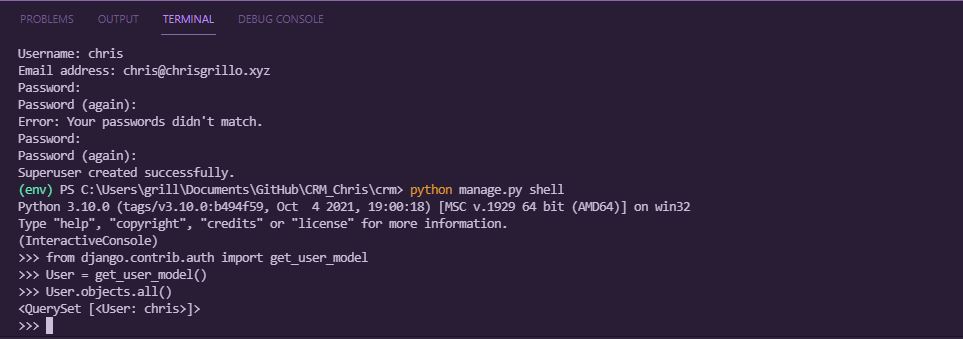 PROBLEMS OUTPUT TERMINAL DEBUG CONSOLE
Username: chris
Email address: chris@chrisgrillo.xyz
Password:
Password (again):
Error: Your passwords didn't match.
Password:
Password (again):
Superuser created successfully.
(env) PS C:\Users\grill\Documents\GitHub\CRM_Chris\crm> python manage.py shell
Python 3.10.0 (tags/v3.10.0:b494f59, Oct  4 2021, 19:00:18) [MSC v.1929 64 bit (AMD64)] on win32
Type "help", "copyright", "credits" or "license" for more information.
(InteractiveConsole)
>>> from django.contrib.auth import get_user_model
>>> User = get_user_model()
>>> User.objects.all()
<QuerySet [<User: chris>]>
>>>